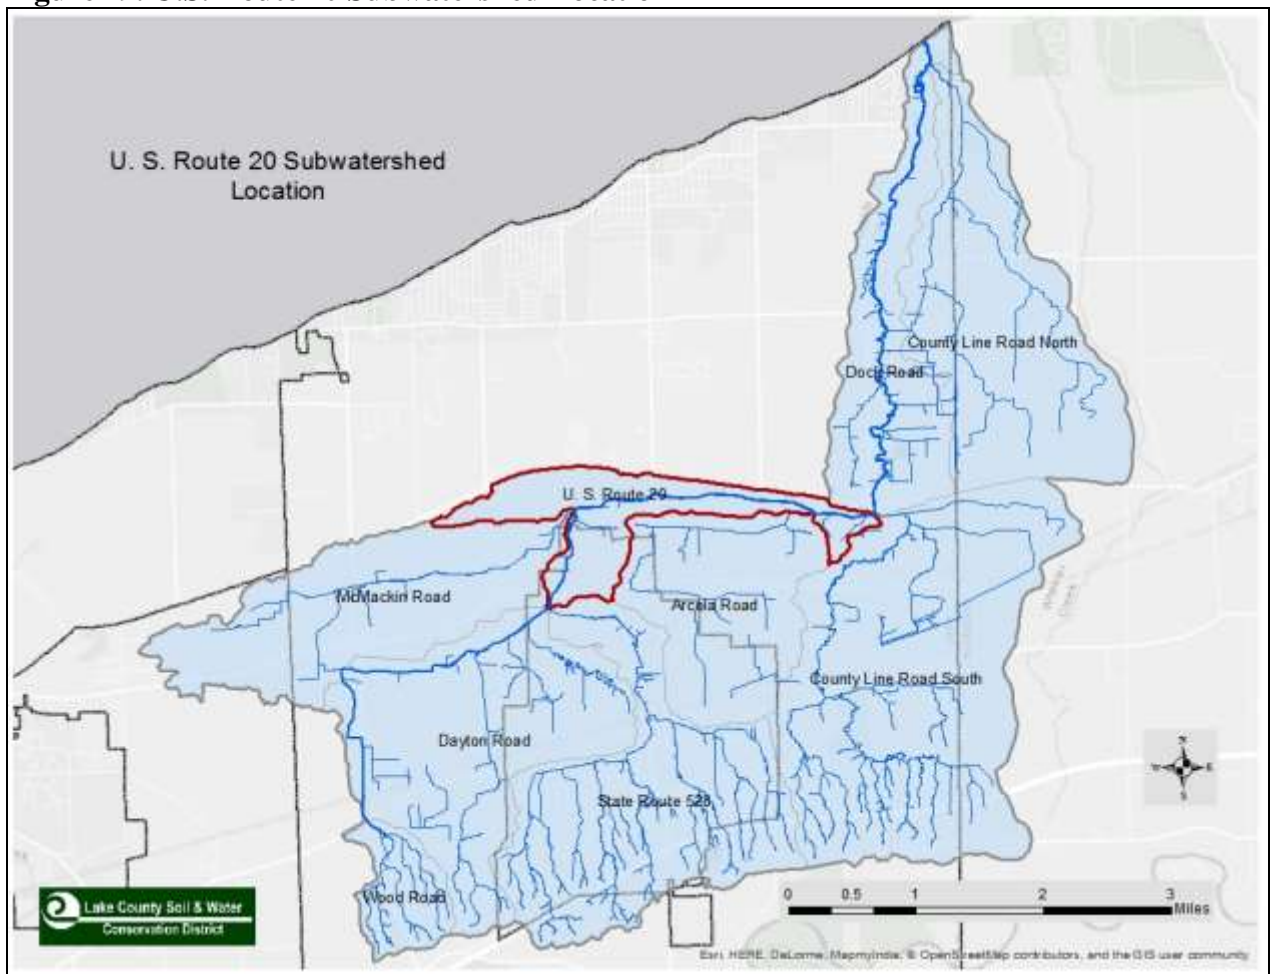 U. S. Route 20 Subwatershed
Location
County Line Road North
Dock Road
U. S. Route 20
McMackin Road
Arcola Road
County Line Road South
Dayton Road
State Route 528
Wood Road
N
W
E
S
0
0.5
1
2
3
Miles
Lake County Soil & Water
Conservation District
Esri, HERE, DeLorme, MapmyIndia, © OpenStreetMap contributors, and the GIS user community